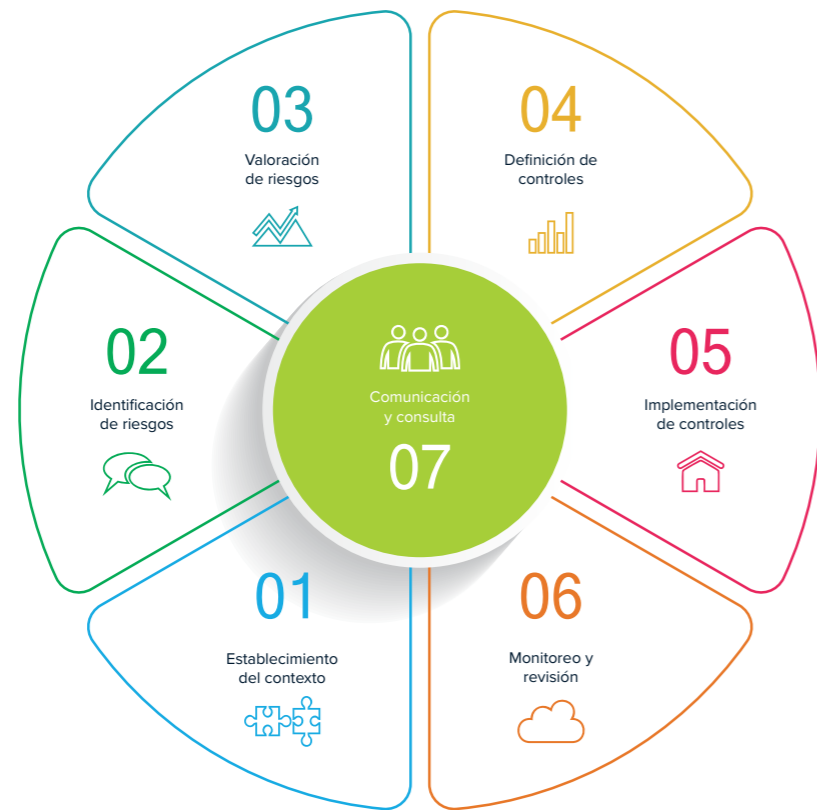 03
Valoración
de riesgos
04
Definición de
controles
02
Identificación
de riesgos
Comunicación
y consulta
07
05
Implementación
de controles
01
Establecimiento
del contexto
06
Monitoreo y
revisión